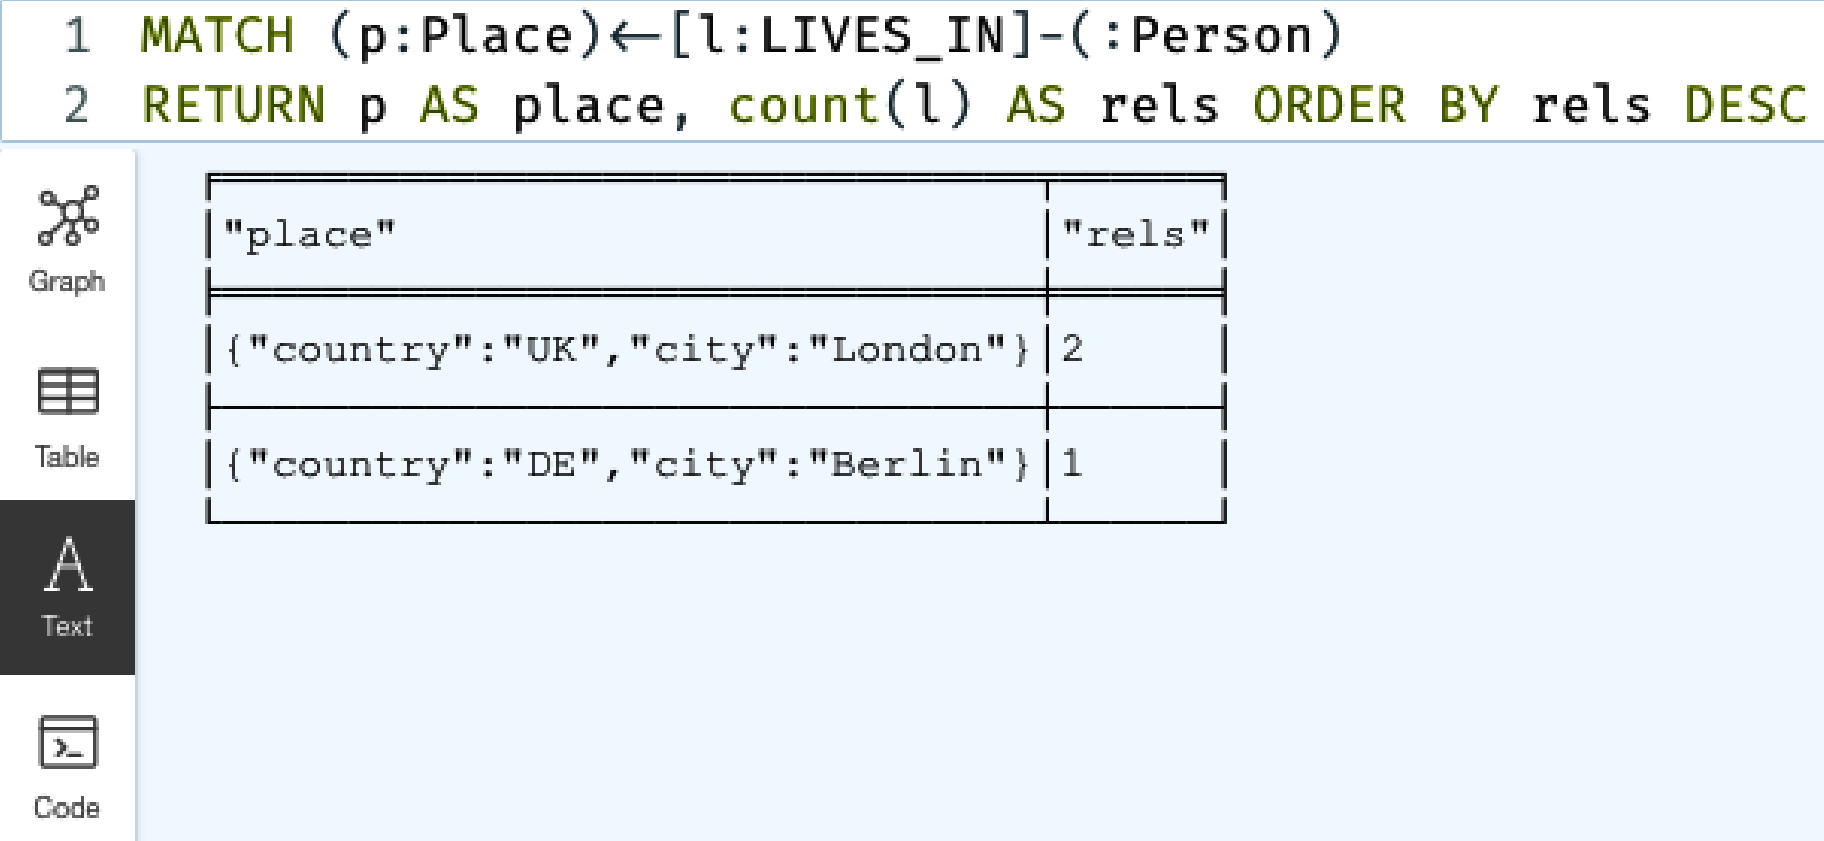 1 MATCH (p:Place)<-[l:LIVES_IN]-(:Person)
2 RETURN p AS place, count(l) AS rels ORDER BY rels DESC
"place" "rels"
{"country":"UK","city":"London"} 2
{"country":"DE","city":"Berlin"} 1
Graph
Table
A
Text
>_
Code